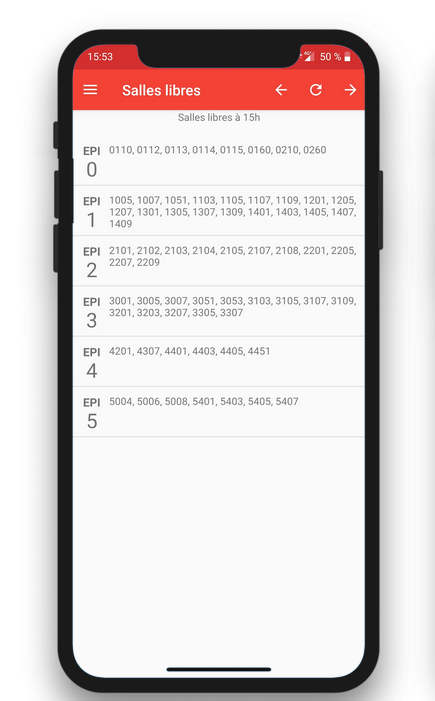 15:53
4G
50 %
Salles libres
Salles libres à 15h
EPI 0
0110, 0112, 0113, 0114, 0115, 0160, 0210, 0260
EPI 1
1005, 1007, 1051, 1103, 1105, 1107, 1109, 1201, 1205,
1207, 1301, 1305, 1307, 1309, 1401, 1403, 1405, 1407,
1409
EPI 2
2101, 2102, 2103, 2104, 2105, 2107, 2108, 2201, 2205,
2207, 2209
EPI 3
3001, 3005, 3007, 3051, 3053, 3103, 3105, 3107, 3109,
3201, 3203, 3207, 3305, 3307
EPI 4
4201, 4307, 4401, 4403, 4405, 4451
EPI 5
5004, 5006, 5008, 5401, 5403, 5405, 5407